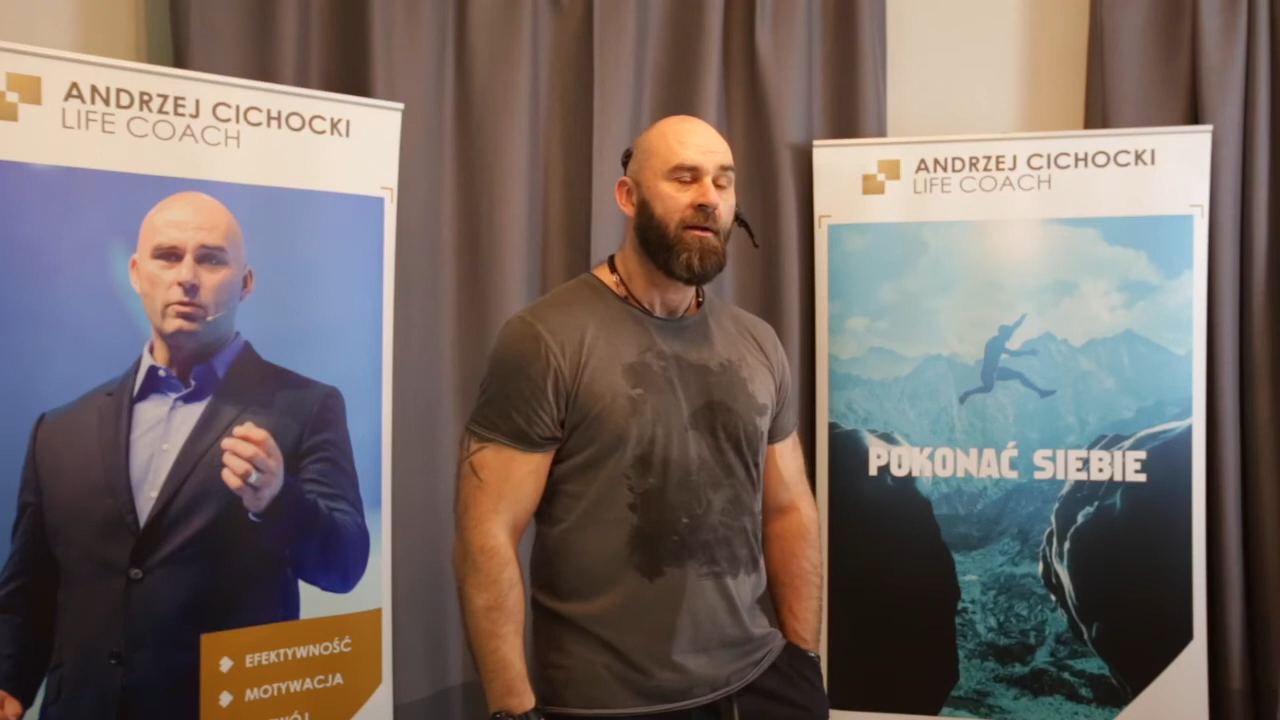 ANDRZEJ CICHOCKI
LIFE COACH
EFEKTYWNOŚĆ
MOTYWACJA
ANDRZEJ CICHOCKI
LIFE COACH
POKONAĆ SIEBIE